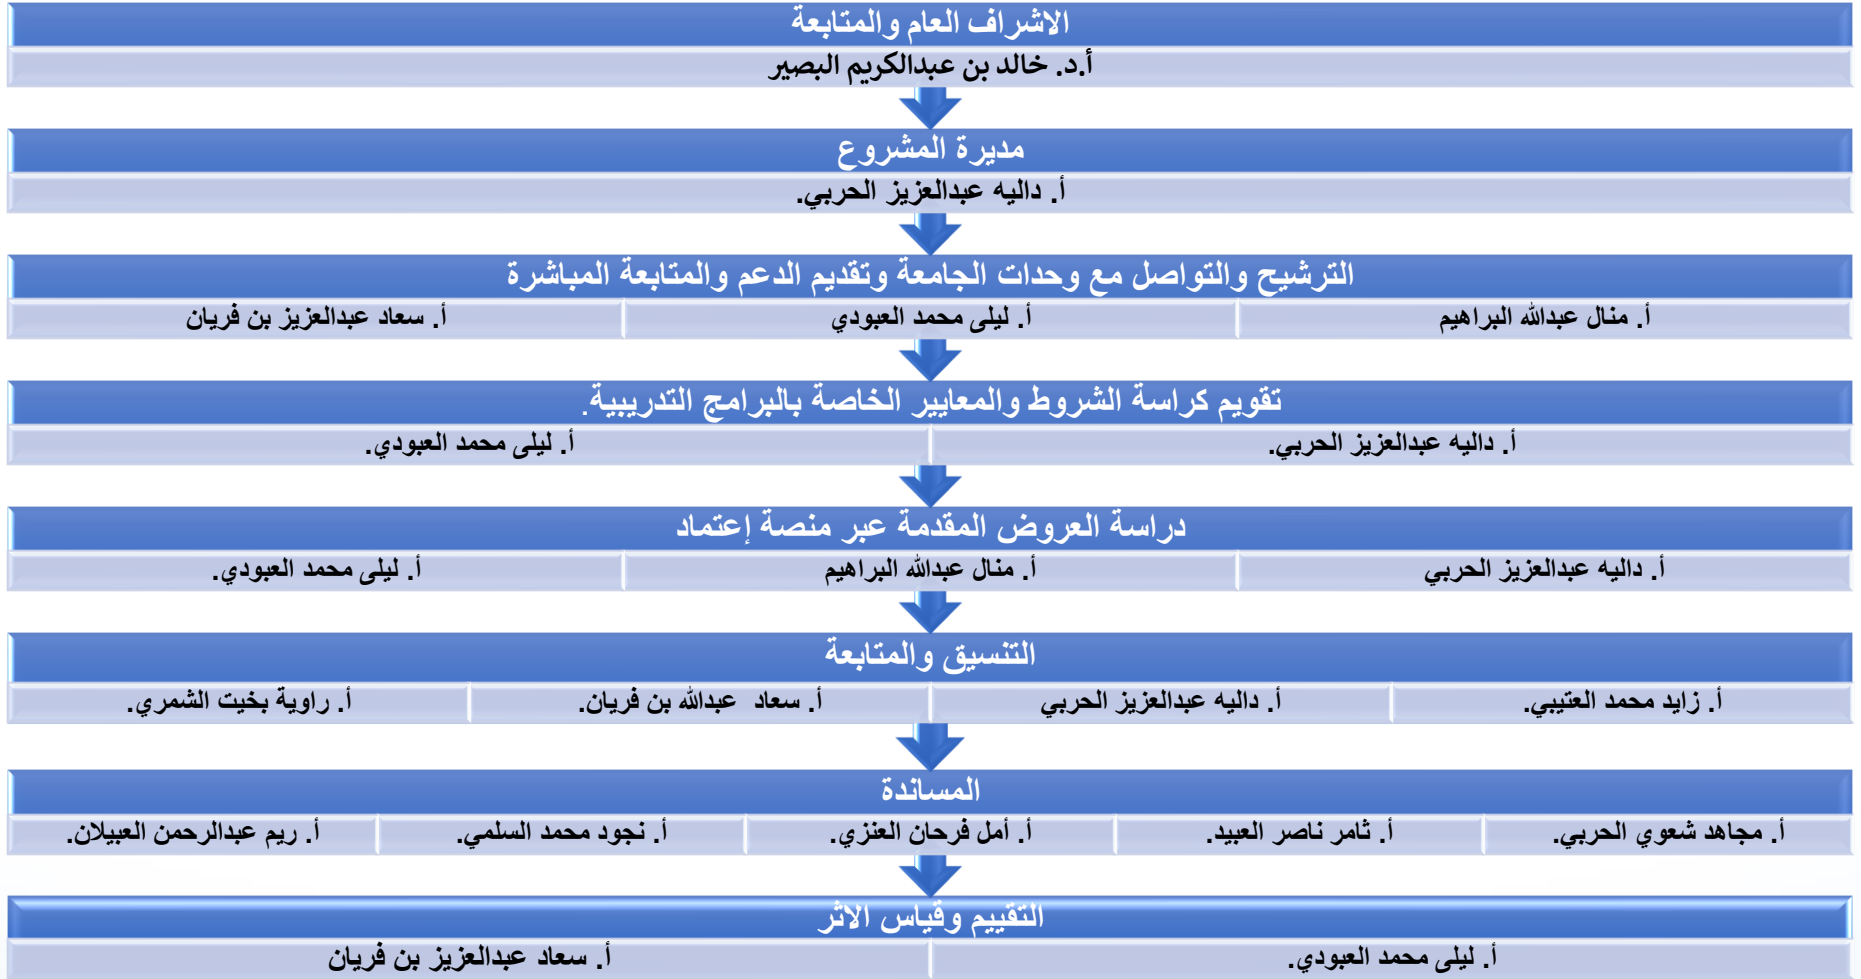 الاشراف العام والمتابعة
أ.د. خالد بن عبدالكريم البصير
مديرة المشروع
أ. داليه عبدالعزيز الحربي.
الترشيح والتواصل مع وحدات الجامعة وتقديم الدعم والمتابعة المباشرة
أ. منال عبدالله البراهيم أ. ليلى محمد العبودي أ. سعاد عبدالعزيز بن فريان
تقويم كراسة الشروط والمعايير الخاصة بالبرامج التدريبية.
أ. داليه عبدالعزيز الحربي. أ. ليلى محمد العبودي.
دراسة العروض المقدمة عبر منصة إعتماد
أ. داليه عبدالعزيز الحربي أ. منال عبدالله البراهيم أ. ليلى محمد العبودي.
التنسيق والمتابعة
أ. زايد محمد العتيبي. أ. داليه عبدالعزيز الحربي أ. سعاد عبدالله بن فريان. أ. راوية بخيت الشمري.
المساندة
أ. مجاهد شعوي الحربي. أ. ثامر ناصر العبيد. أ. أمل فرحان العنزي. أ. نجود محمد السلمي. أ. ريم عبدالرحمن العبيلان.
التقييم وقياس الاثر
أ. ليلى محمد العبودي. أ. سعاد عبدالعزيز بن فريان